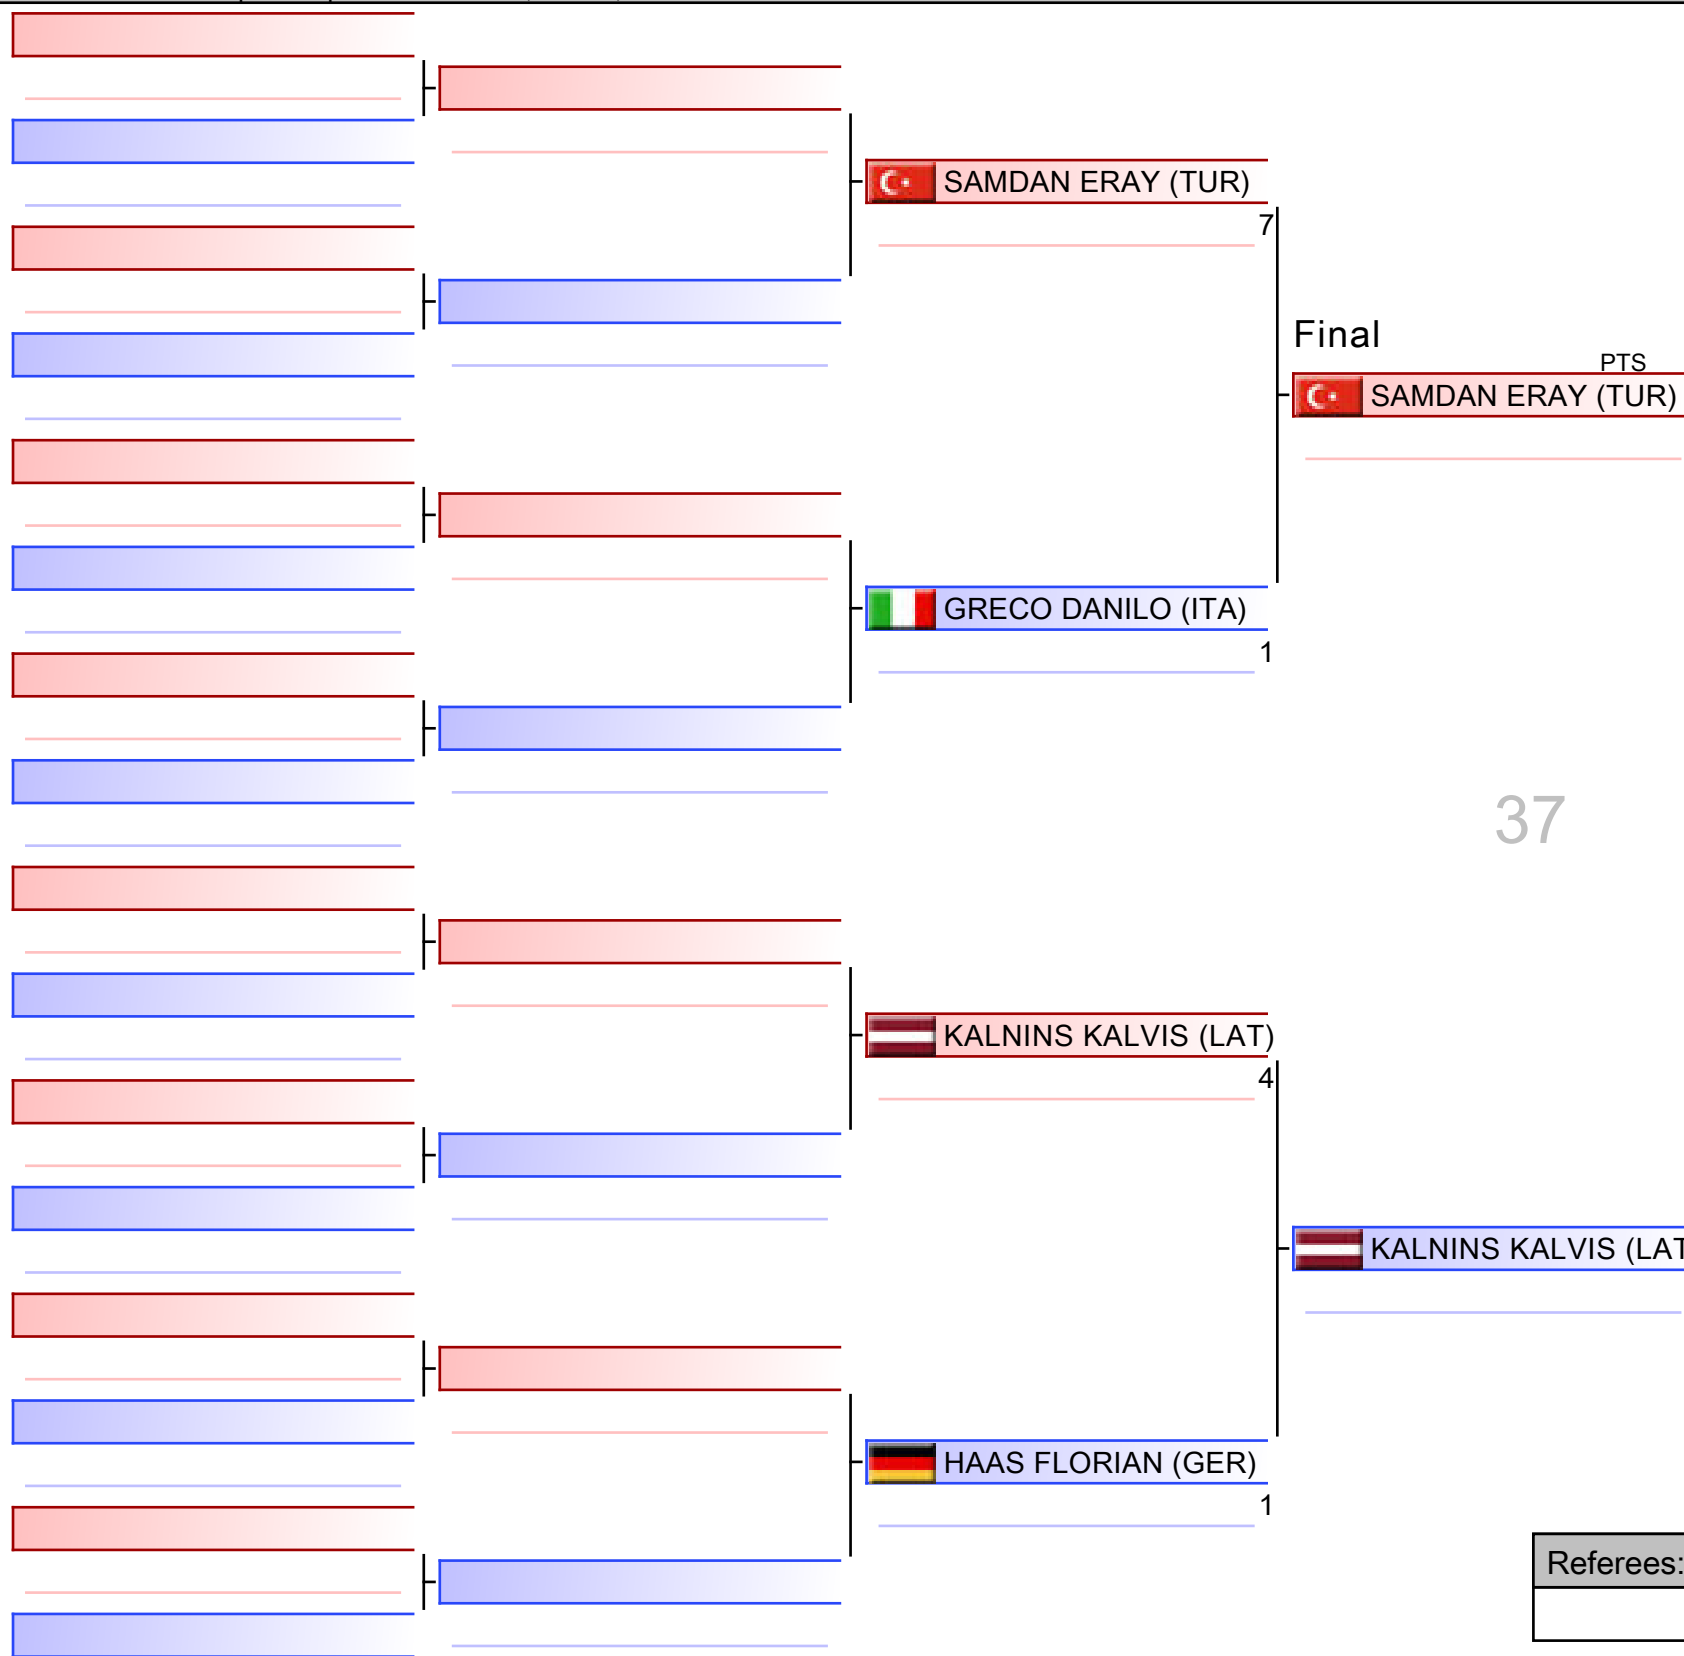 SAMDAN ERAY (TUR)
7
Final
PTS
SAMDAN ERAY (TUR)
GRECO DANILO (ITA)
1
37
KALNINS KALVIS (LAT)
4
KALNINS KALVIS (LAT
HAAS FLORIAN (GER)
1
Referees: